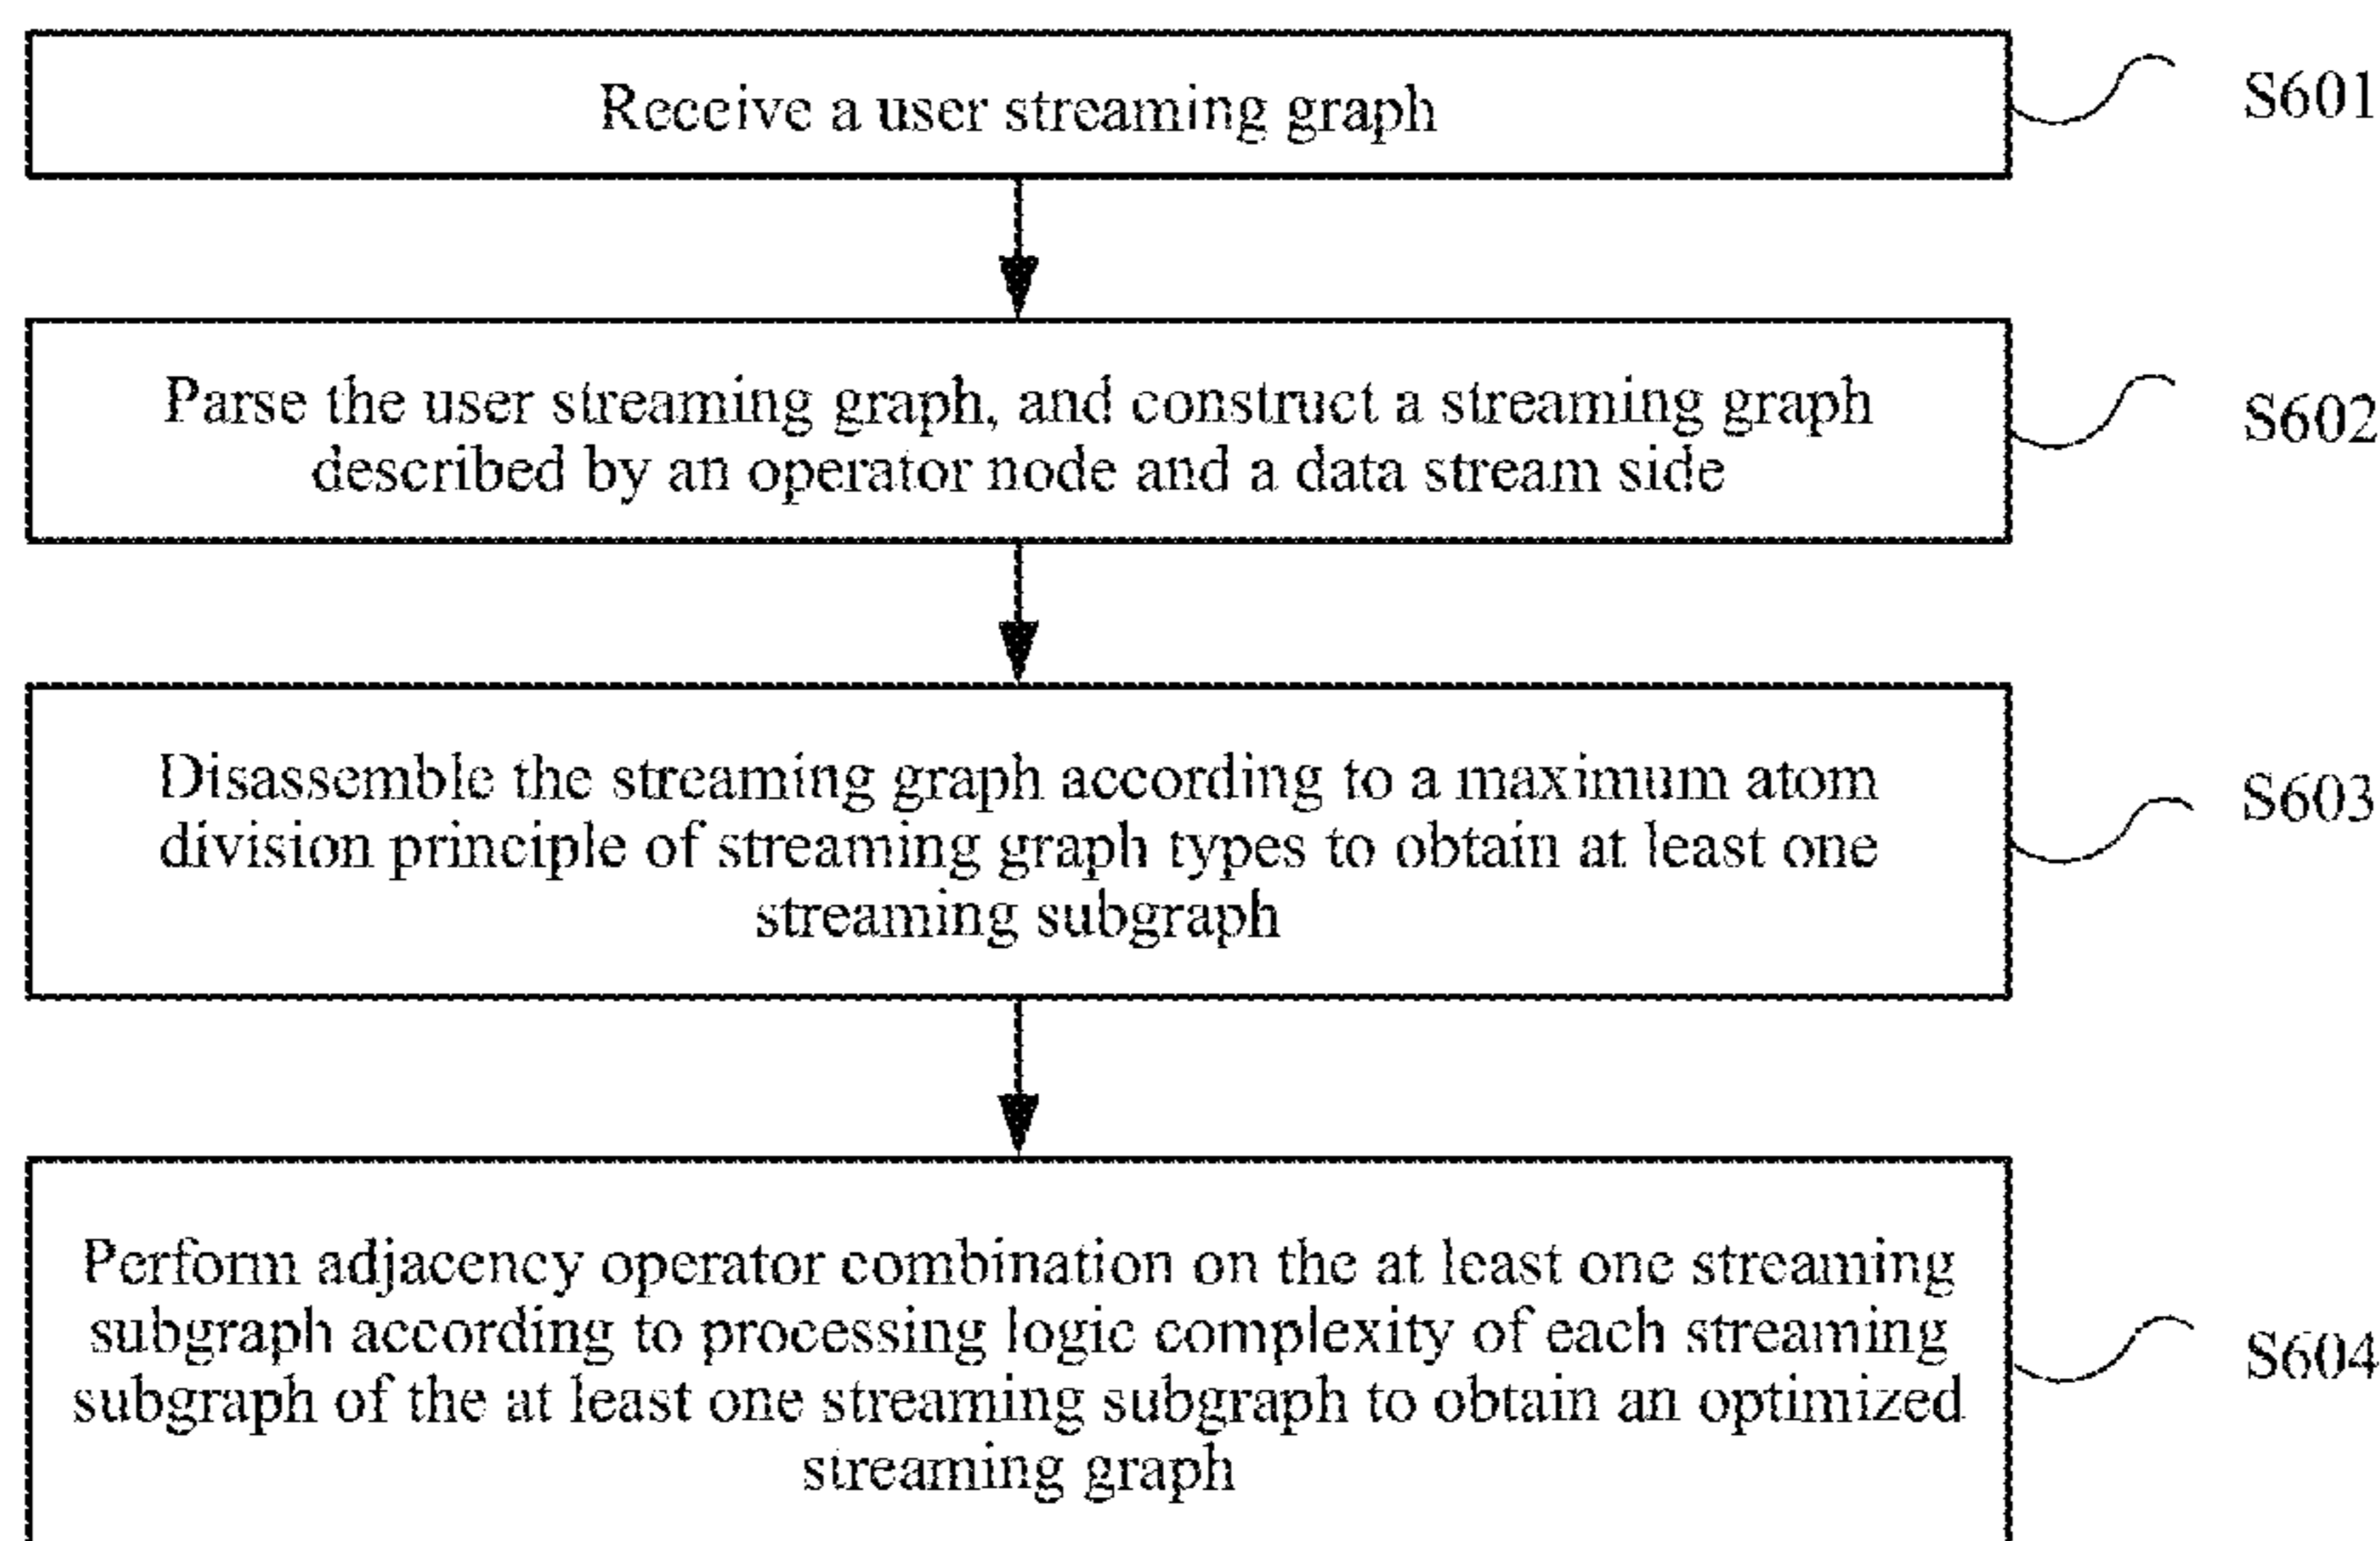 Receive a user streaming graph
S601
Parse the user streaming graph, and construct a streaming graph
described by an operator node and a data stream side
S602
Disassemble the streaming graph according to a maximum atom
division principle of streaming graph types to obtain at least one
streaming subgraph
S603
Perform adjacency operator combination on the at least one streaming
subgraph according to processing logic complexity of each streaming
subgraph of the at least one streaming subgraph to obtain an optimized
streaming graph
S604